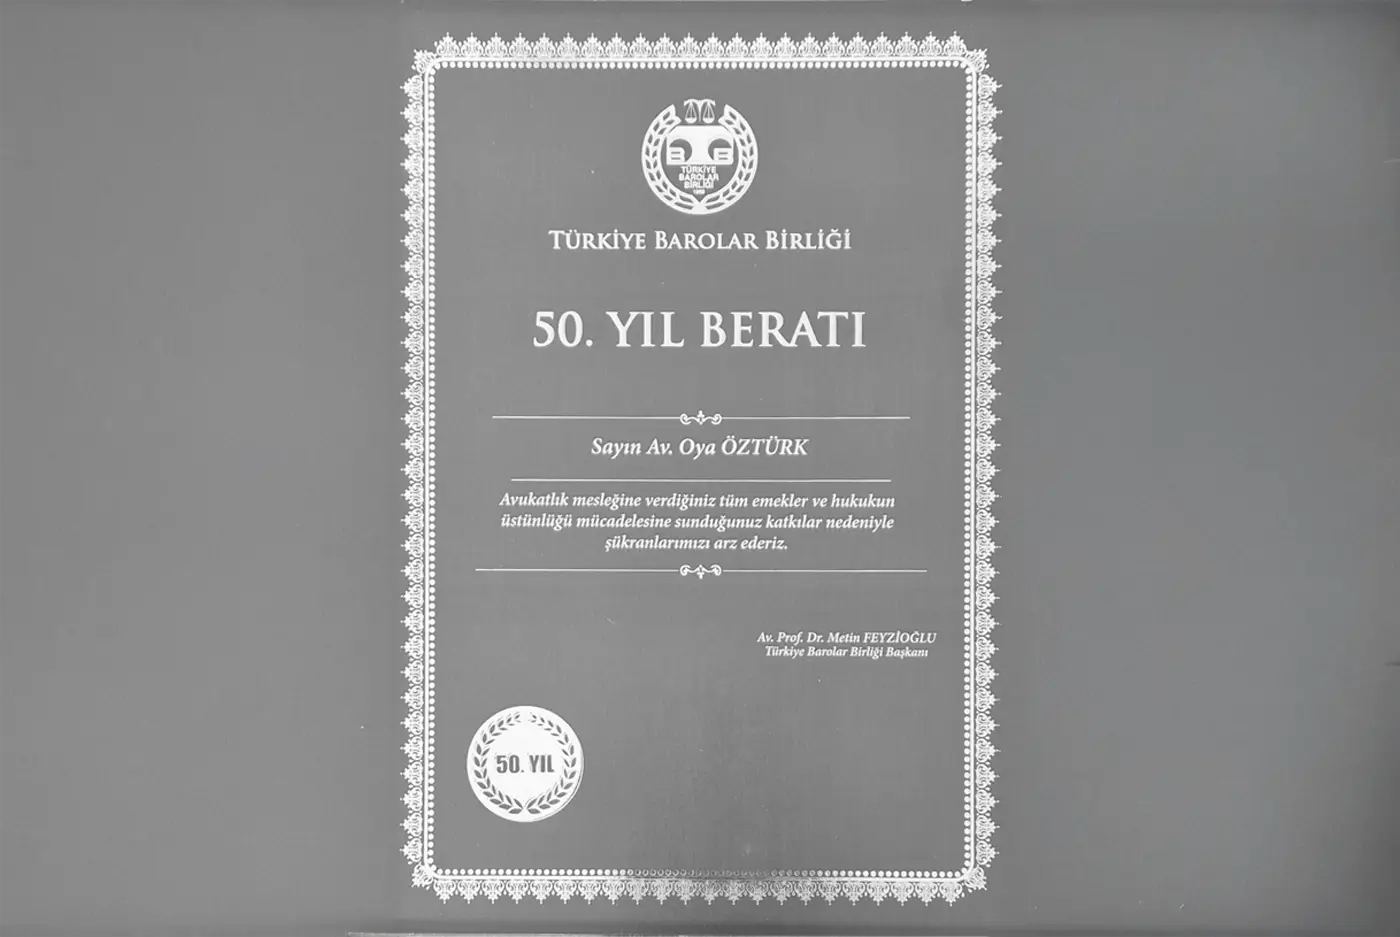 TÜRKİYE
BAROLAR
BİRLİĞİ
1969
TÜRKİYE BAROLAR BİRLİĞİ
50. YIL BERATI
Sayın Av. Oya ÖZTÜRK
Avukatlık mesleğine verdiğiniz tüm emekler ve hukukun
üstünlüğü mücadelesine sunduğunuz katkılar nedeniyle
şükranlarımızı arz ederiz.
Av. Prof. Dr. Metin FEYZİOĞLU
Türkiye Barolar Birliği Başkanı
50. YIL